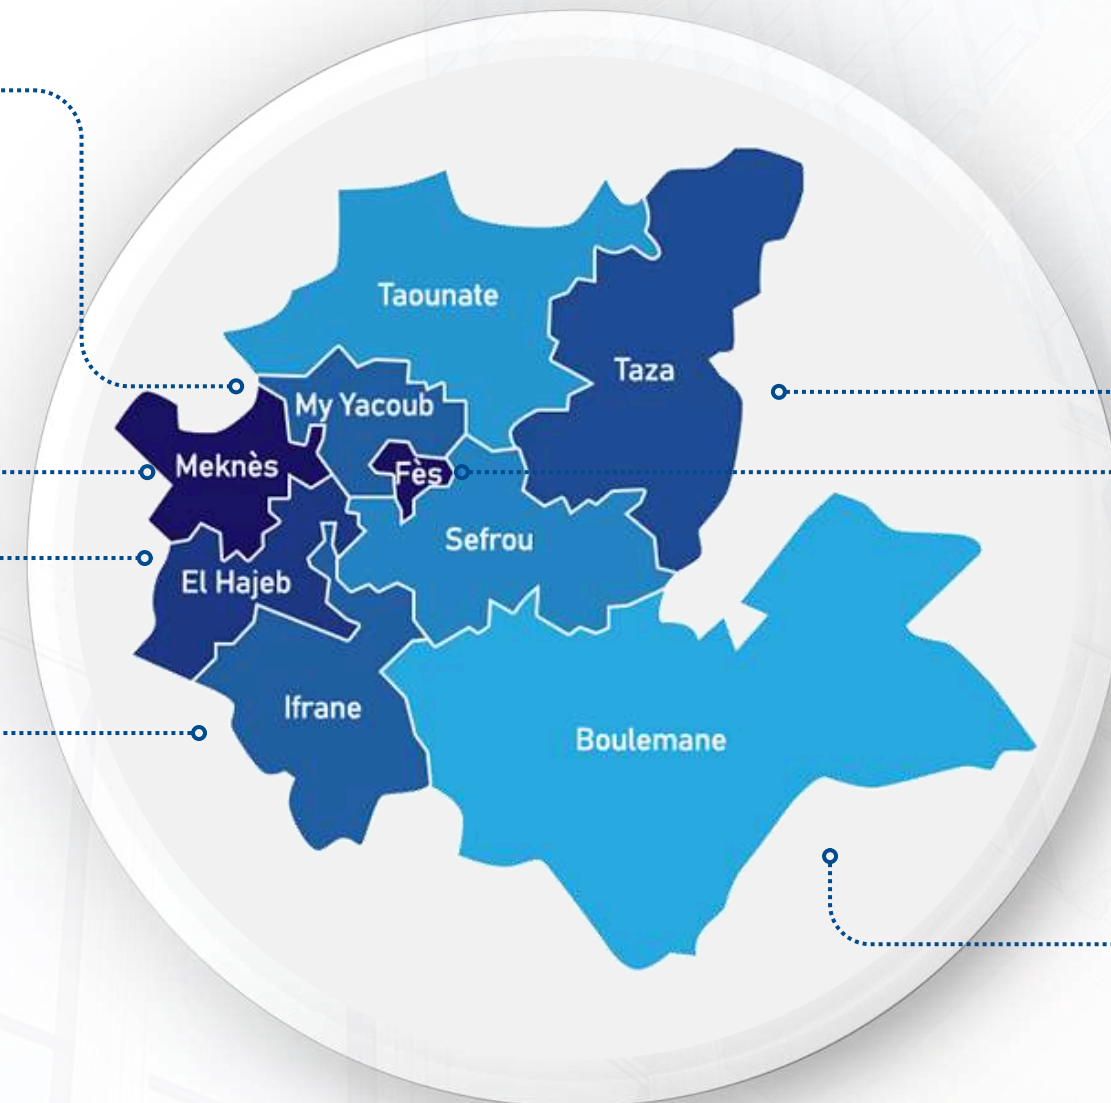 Taounate
Taza
My Yacoub
Meknès
Fès
Sefrou
El Hajeb
Ifrane
Boulemane